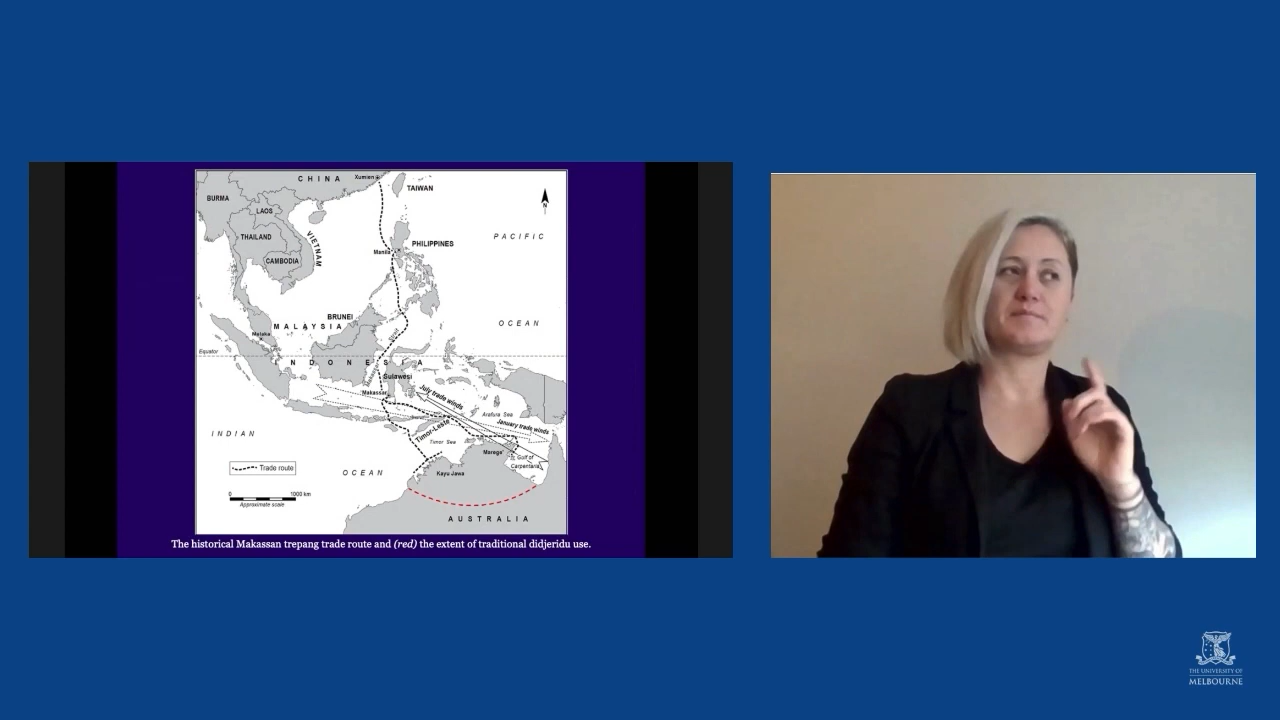 CHINA
Xiamen
TAIWAN
BURMA
LAOS
THAILAND
VIETNAM
CAMBODIA
Manila
PHILIPPINES
PACIFIC
OCEAN
BRUNEI
MALAYSIA
Melaka
Equator
INDONESIA
Sulawesi
Makassar
July trade winds
Arafura Sea
January trade winds
Timor-Leste
Timor Sea
Marege'
Gulf of
Carpentaria
INDIAN
OCEAN
Kayu Jawa
Trade route
0 1000 km
Approximate scale
AUSTRALIA
N
The historical Makassan trepang trade route and (red) the extent of traditional didjeridu use.
THE UNIVERSITY OF
MELBOURNE